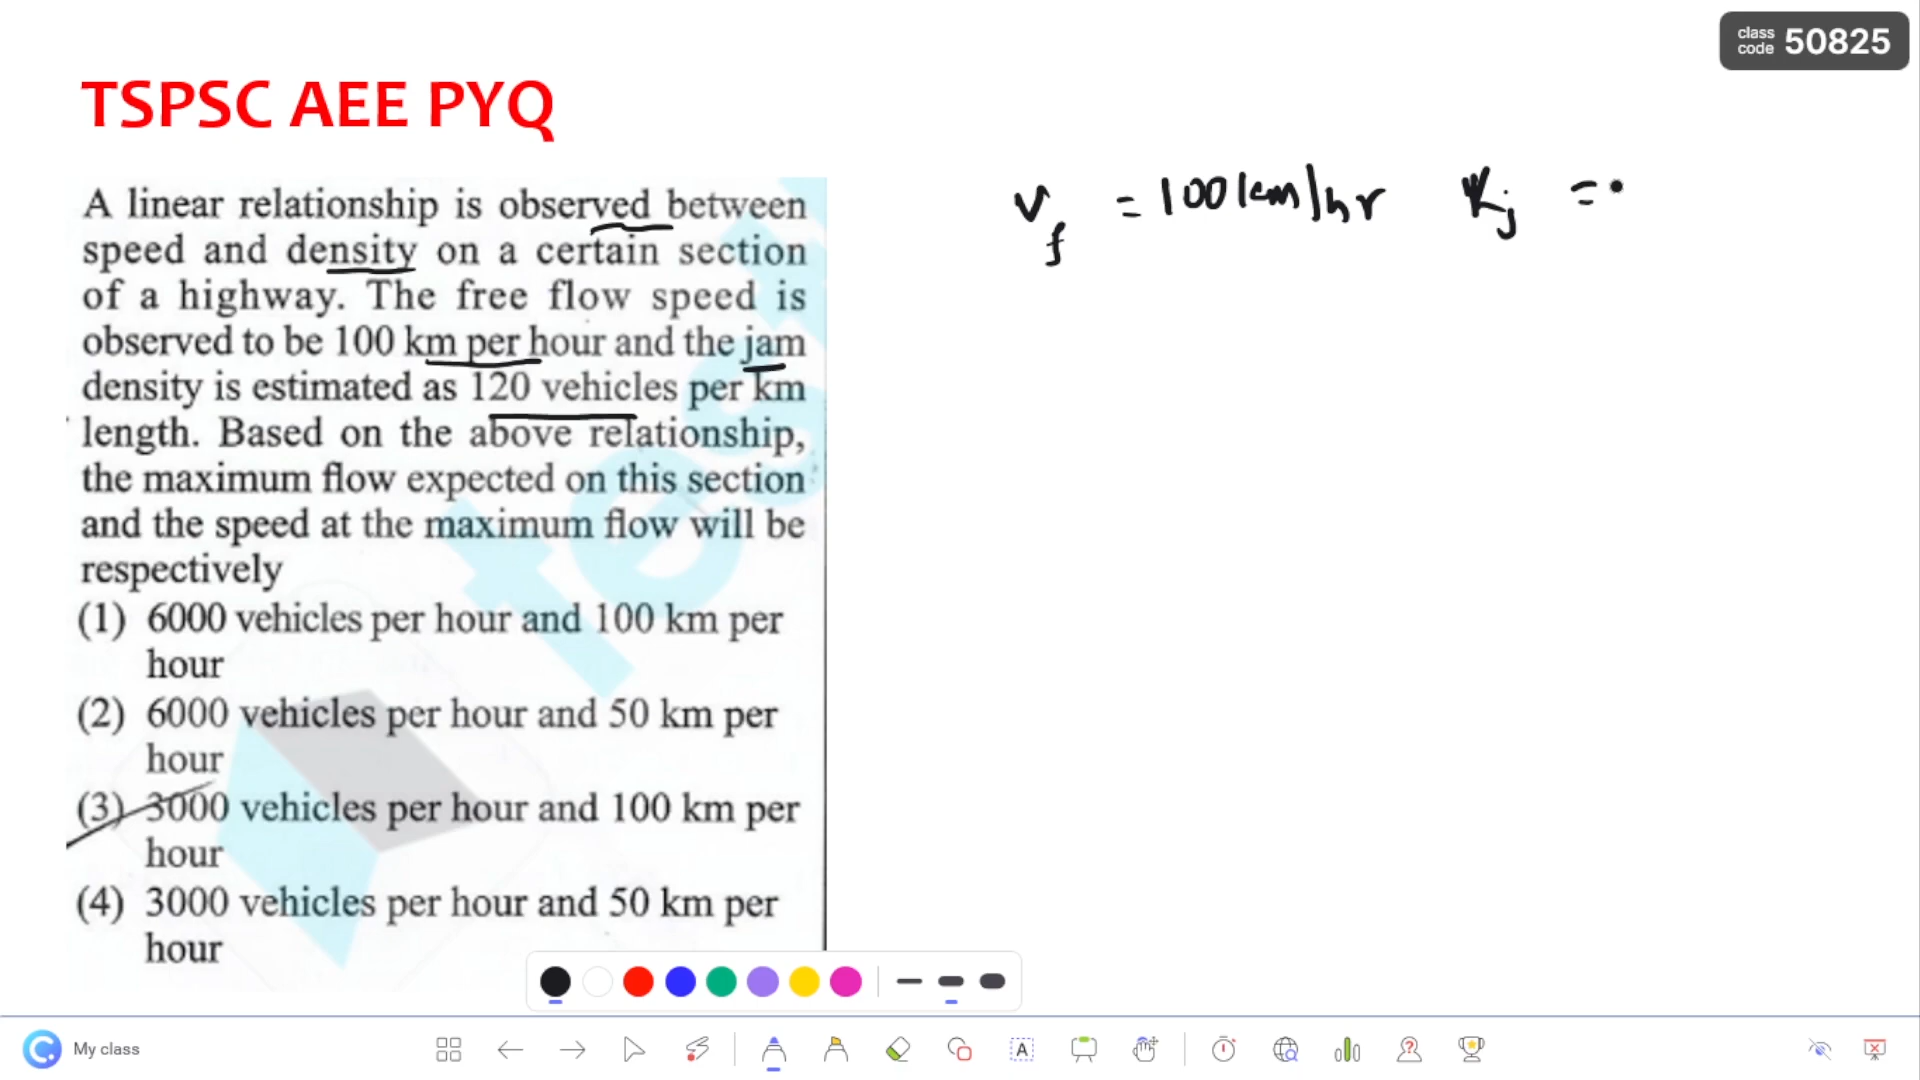 class code 50825
TSPSC AEE PYQ
A linear relationship is observed between
speed and density on a certain section
of a highway. The free flow speed is
observed to be 100 km per hour and the jam
density is estimated as 120 vehicles per km
length. Based on the above relationship,
the maximum flow expected on this section
and the speed at the maximum flow will be
respectively
(1) 6000 vehicles per hour and 100 km per
hour
(2) 6000 vehicles per hour and 50 km per
hour
(3) 3000 vehicles per hour and 100 km per
hour
(4) 3000 vehicles per hour and 50 km per
hour
v_f = 100 km/hr K_j =
My class